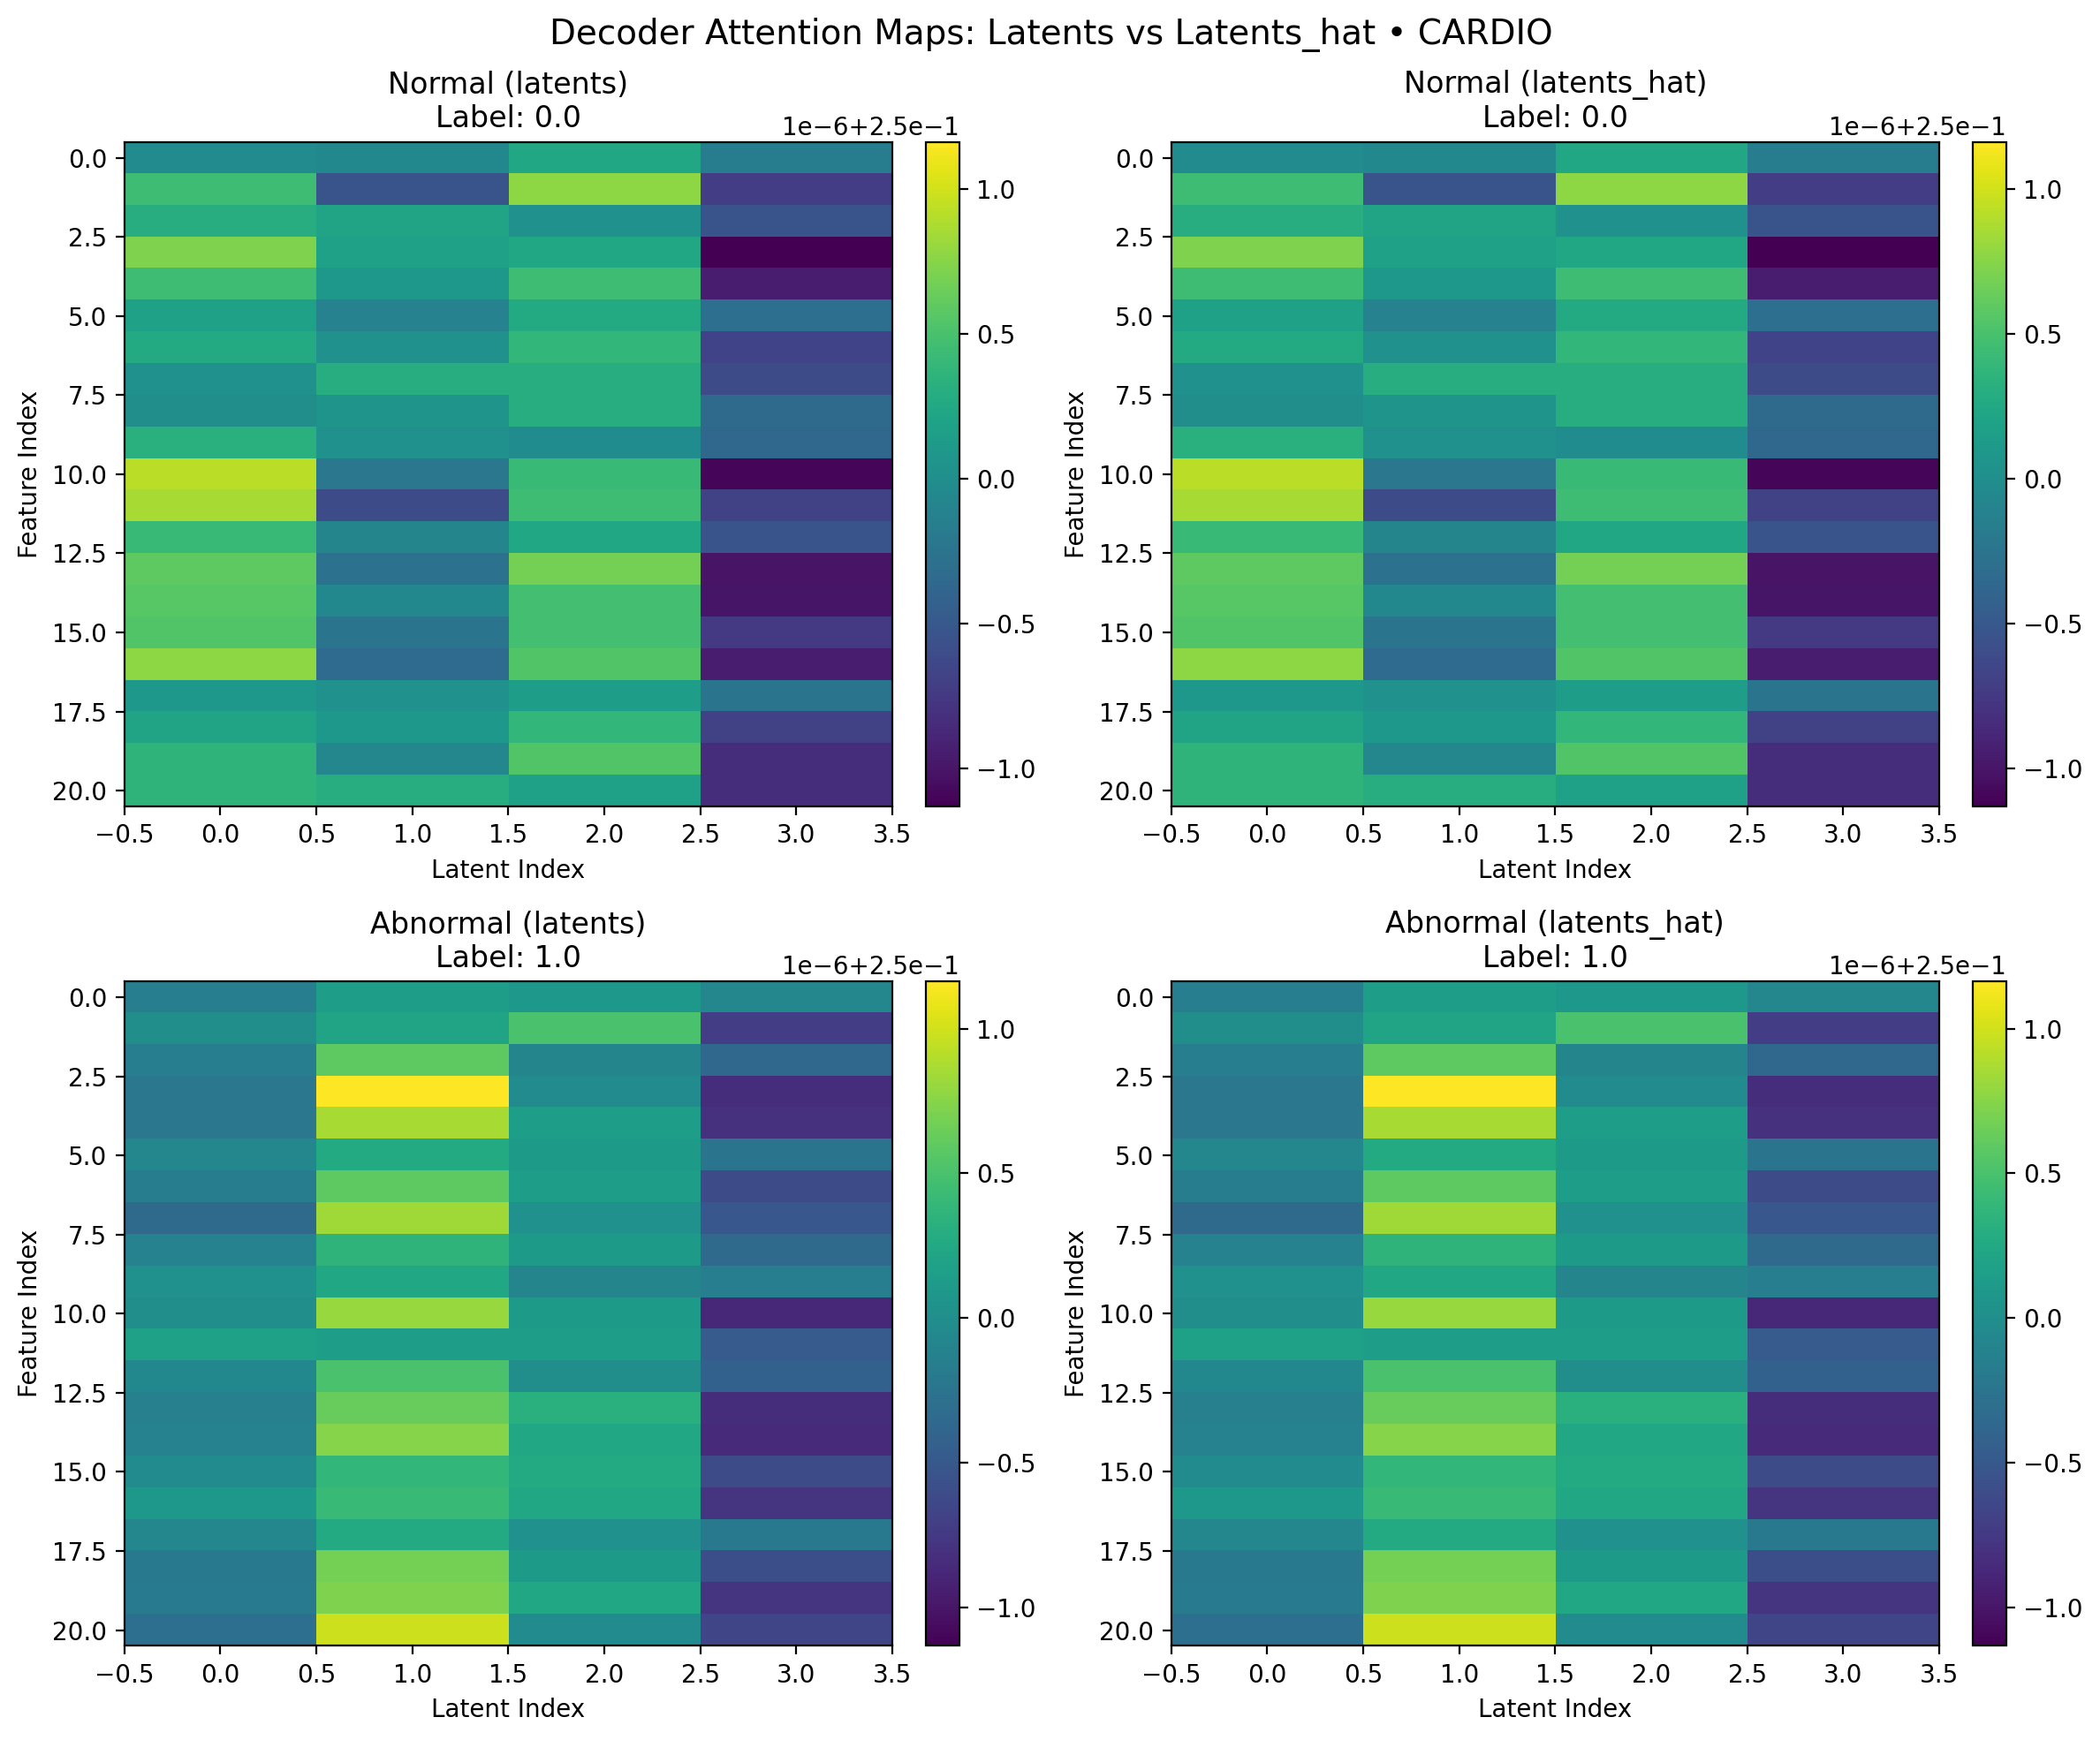 Decoder Attention Maps: Latents vs Latents_hat • CARDIO
Normal (latents)
Label: 0.0
1e−6+2.5e−1
0.0
2.5
5.0
7.5
10.0
12.5
15.0
17.5
20.0
Feature Index
−0.5 0.0 0.5 1.0 1.5 2.0 2.5 3.0 3.5
Latent Index
1.0
0.5
0.0
−0.5
−1.0
Normal (latents_hat)
Label: 0.0
1e−6+2.5e−1
0.0
2.5
5.0
7.5
10.0
12.5
15.0
17.5
20.0
Feature Index
−0.5 0.0 0.5 1.0 1.5 2.0 2.5 3.0 3.5
Latent Index
1.0
0.5
0.0
−0.5
−1.0
Abnormal (latents)
Label: 1.0
1e−6+2.5e−1
0.0
2.5
5.0
7.5
10.0
12.5
15.0
17.5
20.0
Feature Index
−0.5 0.0 0.5 1.0 1.5 2.0 2.5 3.0 3.5
Latent Index
1.0
0.5
0.0
−0.5
−1.0
Abnormal (latents_hat)
Label: 1.0
1e−6+2.5e−1
0.0
2.5
5.0
7.5
10.0
12.5
15.0
17.5
20.0
Feature Index
−0.5 0.0 0.5 1.0 1.5 2.0 2.5 3.0 3.5
Latent Index
1.0
0.5
0.0
−0.5
−1.0